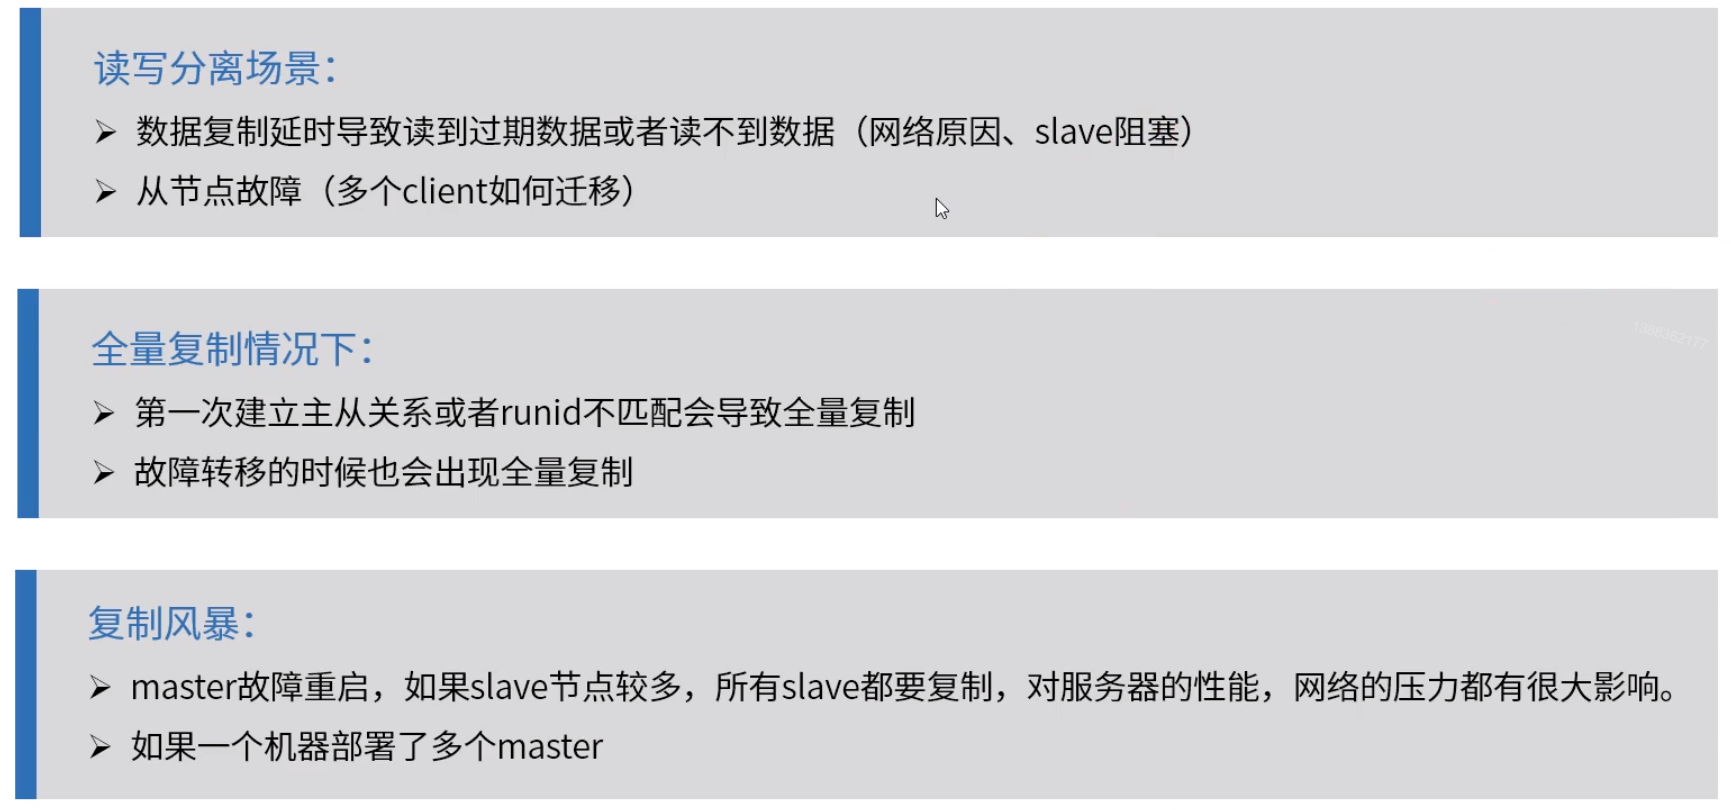 读写分离场景：
➢ 数据复制延时导致读到过期数据或者读不到数据（网络原因、slave阻塞）
➢ 从节点故障（多个client如何迁移）
全量复制情况下：
➢ 第一次建立主从关系或者runid不匹配会导致全量复制
➢ 故障转移的时候也会出现全量复制
复制风暴：
➢ master故障重启，如果slave节点较多，所有slave都要复制，对服务器的性能，网络的压力都有很大影响。
➢ 如果一个机器部署了多个master